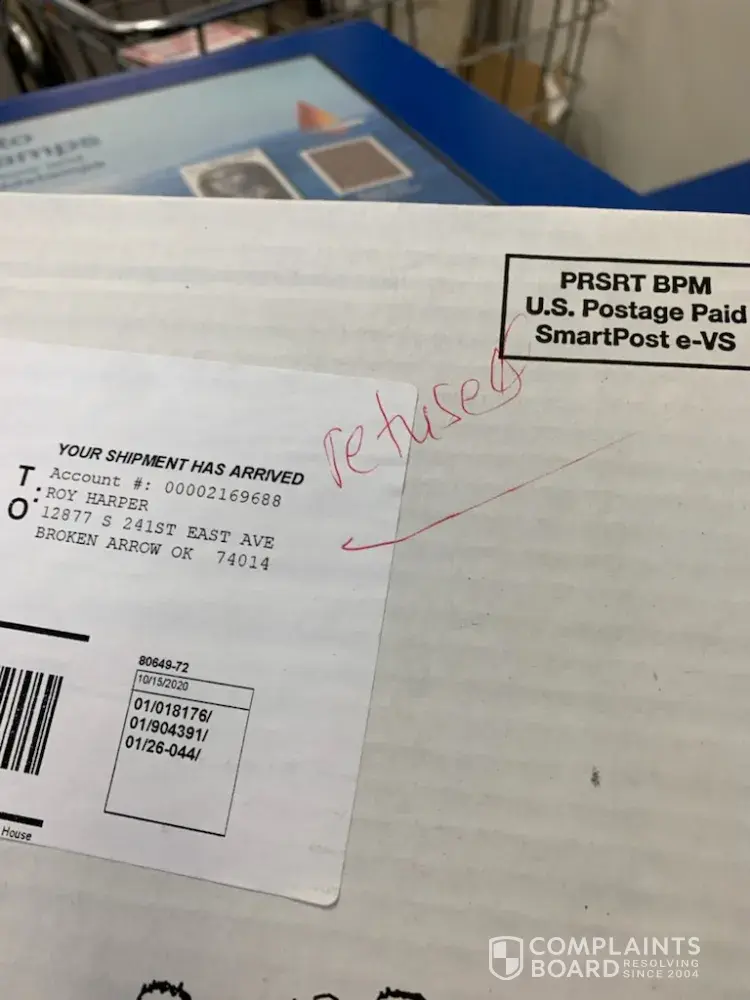 PRSRT BPM
U.S. Postage Paid
SmartPost e-VS
refused
YOUR SHIPMENT HAS ARRIVED
TO:
Account #: 00002169688
ROY HARPER
12877 S 241ST EAST AVE
BROKEN ARROW OK 74014
80649-72
10/15/2020
01/018176/
01/904391/
01/26-044/
House
COMPLAINTS
BOARD RESOLVING
SINCE 2004